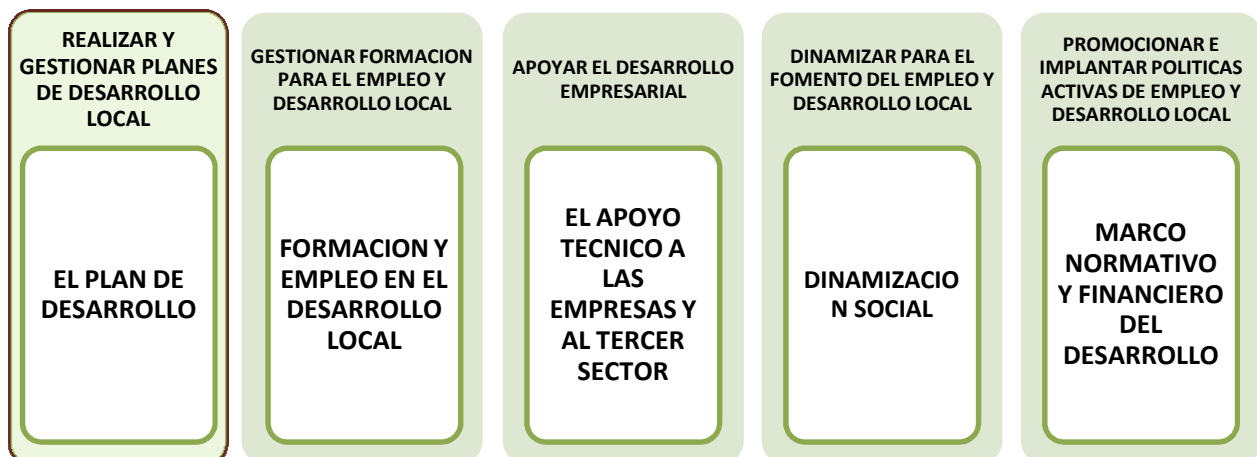 REALIZAR Y
GESTIONAR PLANES
DE DESARROLLO
LOCAL
EL PLAN DE
DESARROLLO
GESTIONAR FORMACION
PARA EL EMPLEO Y
DESARROLLO LOCAL
FORMACION Y
EMPLEO EN EL
DESARROLLO
LOCAL
APOYAR EL DESARROLLO
EMPRESARIAL
EL APOYO
TECNICO A
LAS
EMPRESAS Y
AL TERCER
SECTOR
DINAMIZAR PARA EL
FOMENTO DEL EMPLEO Y
DESARROLLO LOCAL
DINAMIZACIO
N SOCIAL
PROMOCIONAR E
IMPLANTAR POLITICAS
ACTIVAS DE EMPLEO Y
DESARROLLO LOCAL
MARCO
NORMATIVO
Y FINANCIERO
DEL
DESARROLLO